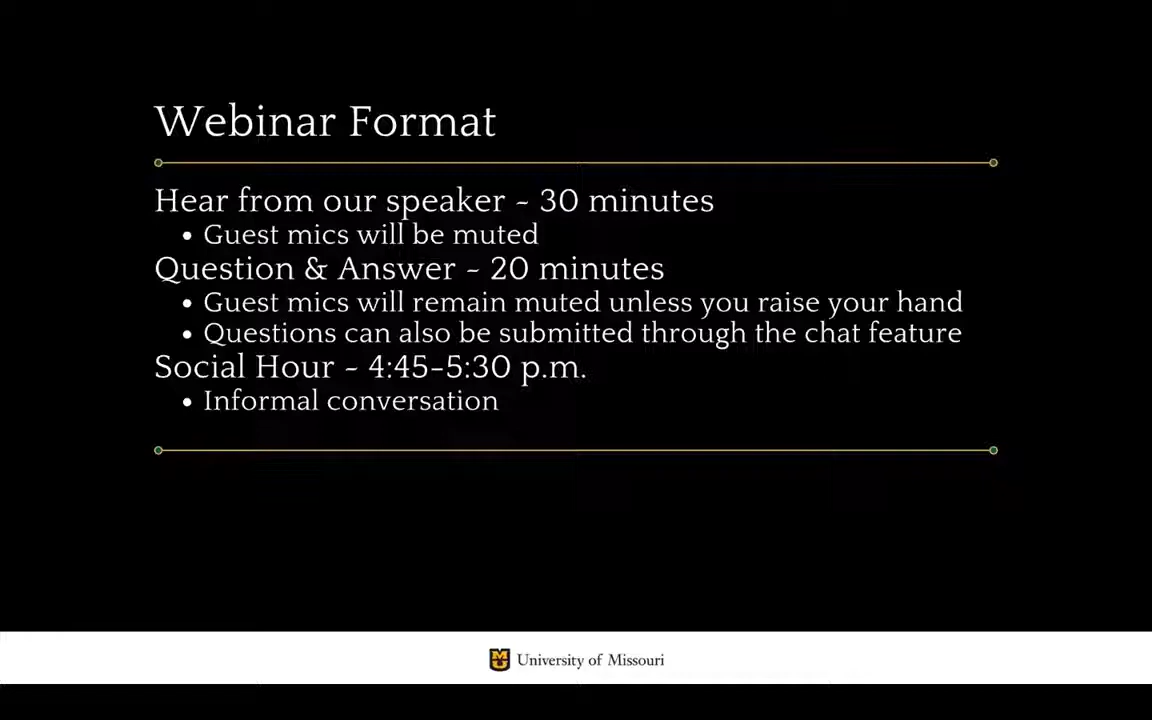 Webinar Format
Hear from our speaker ~ 30 minutes
• Guest mics will be muted
Question & Answer ~ 20 minutes
• Guest mics will remain muted unless you raise your hand
• Questions can also be submitted through the chat feature
Social Hour ~ 4:45-5:30 p.m.
• Informal conversation
University of Missouri